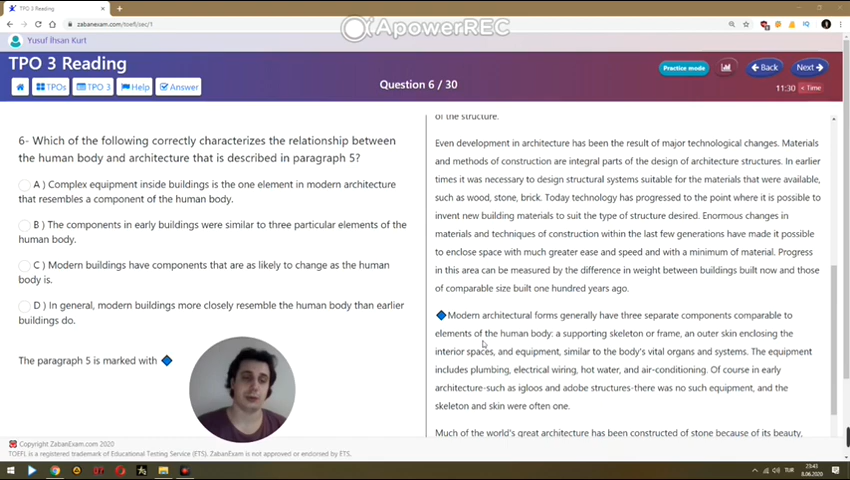 TPO 3 Reading
zabanexam.com/toefl/sec/1
ApowerREC
Yusuf İhsan Kurt
TPO 3 Reading
Practice mode
Back
Next
TPOs
TPO 3
Help
Answer
Question 6 / 30
11:30
< Time
6- Which of the following correctly characterizes the relationship between
the human body and architecture that is described in paragraph 5?
A ) Complex equipment inside buildings is the one element in modern architecture
that resembles a component of the human body.
B ) The components in early buildings were similar to three particular elements of the
human body.
C ) Modern buildings have components that are as likely to change as the human
body is.
D ) In general, modern buildings more closely resemble the human body than earlier
buildings do.
The paragraph 5 is marked with
of the structure.
Even development in architecture has been the result of major technological changes. Materials
and methods of construction are integral parts of the design of architecture structures. In earlier
times it was necessary to design structural systems suitable for the materials that were available,
such as wood, stone, brick. Today technology has progressed to the point where it is possible to
invent new building materials to suit the type of structure desired. Enormous changes in
materials and techniques of construction within the last few generations have made it possible
to enclose space with much greater ease and speed and with a minimum of material. Progress
in this area can be measured by the difference in weight between buildings built now and those
of comparable size built one hundred years ago.
Modern architectural forms generally have three separate components comparable to
elements of the human body: a supporting skeleton or frame, an outer skin enclosing the
interior spaces, and equipment, similar to the body's vital organs and systems. The equipment
includes plumbing, electrical wiring, hot water, and air-conditioning. Of course in early
architecture-such as igloos and adobe structures-there was no such equipment, and the
skeleton and skin were often one.
Much of the world's great architecture has been constructed of stone because of its beauty,
Copyright ZabanExam.com 2020
TOEFL is a registered trademark of Educational Testing Service (ETS). ZabanExam is not approved or endorsed by ETS.
TUR
23:43
8.06.2020